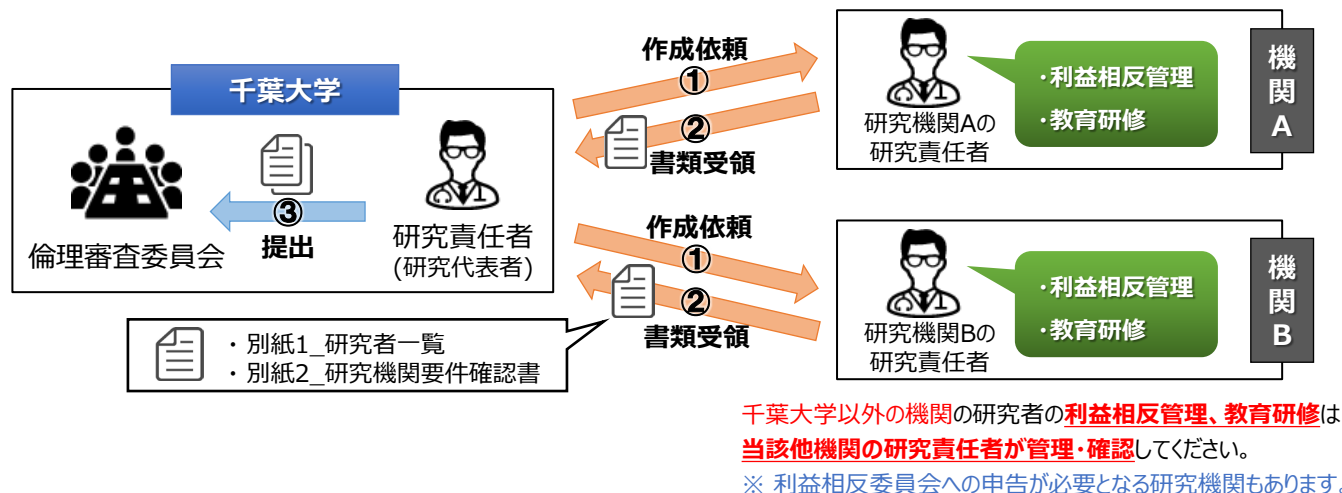 千葉大学
倫理審査委員会
③
提出
研究責任者
(研究代表者)
作成依頼
①
②
書類受領
研究機関Aの
研究責任者
・利益相反管理
・教育研修
機関A
作成依頼
①
②
書類受領
研究機関Bの
研究責任者
・利益相反管理
・教育研修
機関B
・別紙1_研究者一覧
・別紙2_研究機関要件確認書
千葉大学以外の機関の研究者の利益相反管理、教育研修は
当該他機関の研究責任者が管理・確認してください。
※ 利益相反委員会への申告が必要となる研究機関もあります。